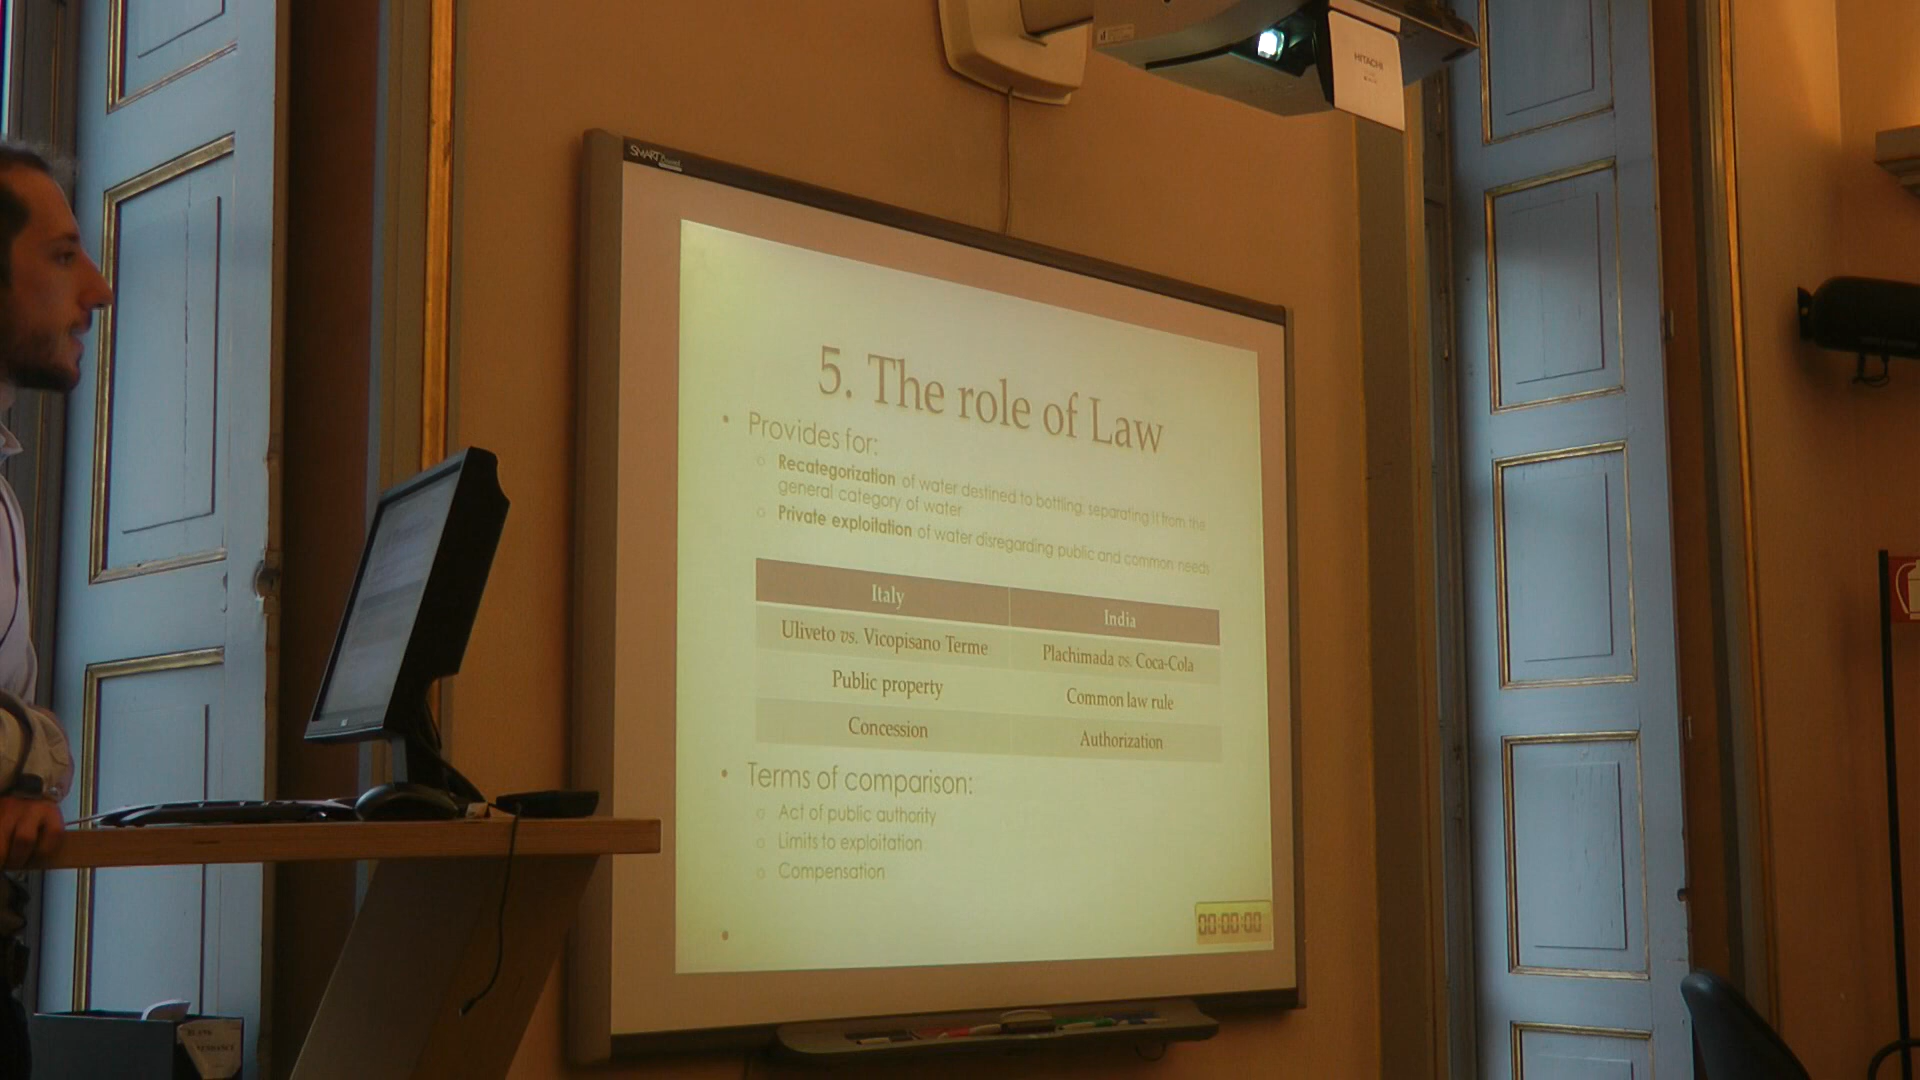 HITACHI
SMART Board
5. The role of Law
• Provides for:
○ Recategorization of water destined to bottling, separating it from the
general category of water
○ Private exploitation of water disregarding public and common needs
Italy India
Uliveto vs. Vicopisano Terme Plachimada vs. Coca-Cola
Public property Common law rule
Concession Authorization
• Terms of comparison:
○ Act of public authority
○ Limits to exploitation
○ Compensation
•
00:00:00